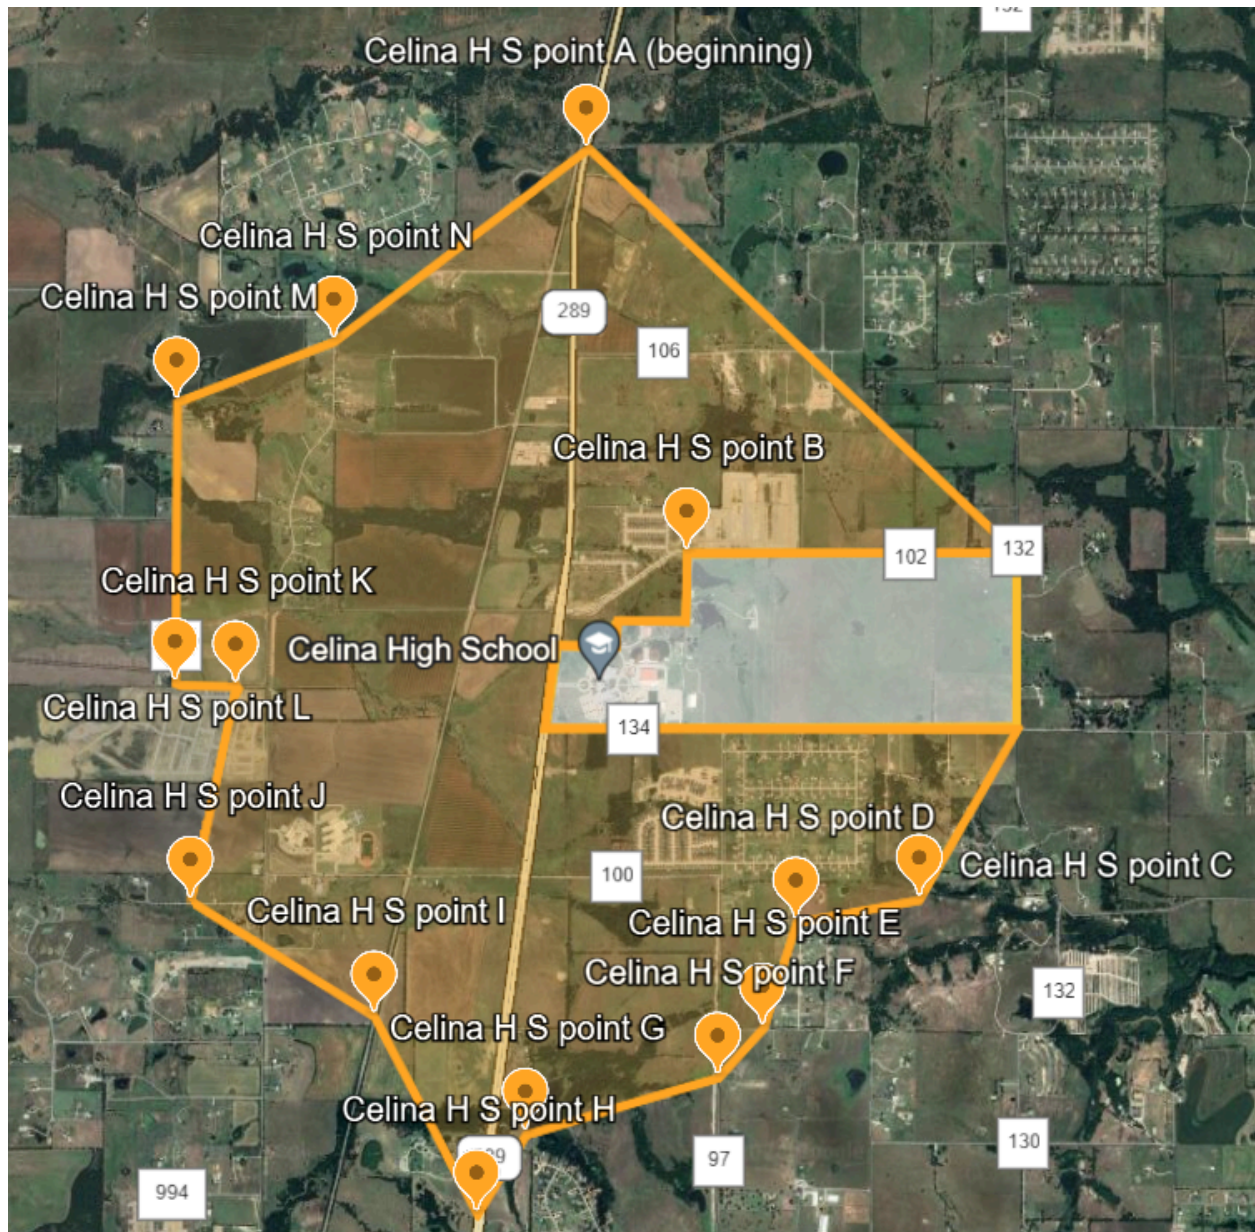 132
Celina H S point A (beginning)
Celina H S point N
Celina H S point M
289
106
Celina H S point B
102
132
Celina H S point K
Celina High School
Celina H S point L
134
Celina H S point J
Celina H S point D
Celina H S point C
100
Celina H S point I
Celina H S point E
Celina H S point F
132
Celina H S point G
Celina H S point H
130
97
994